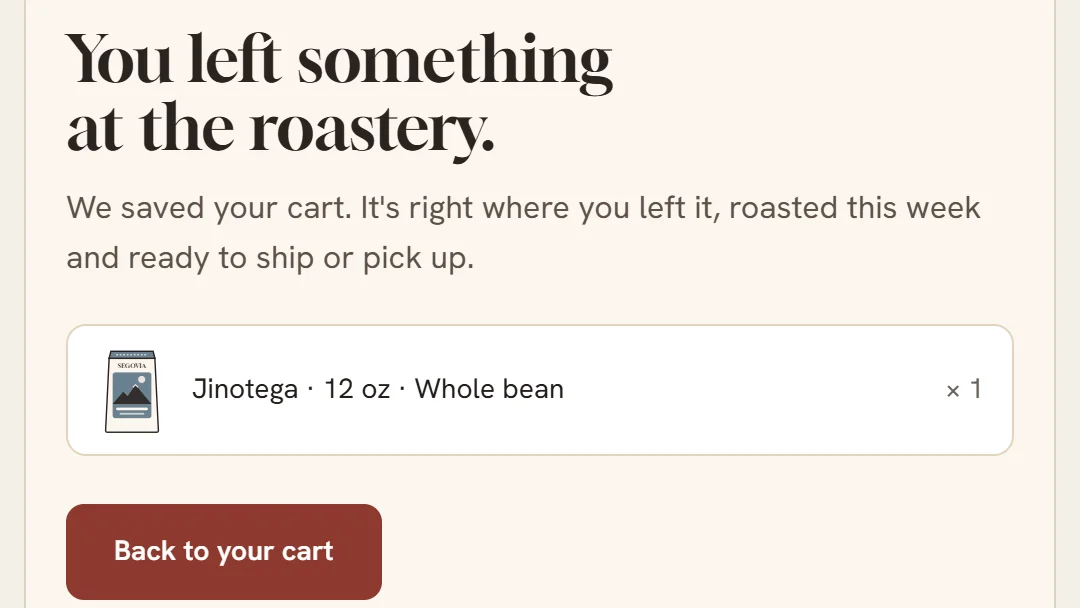 You left something
at the roastery.
We saved your cart. It's right where you left it, roasted this week
and ready to ship or pick up.
SEGOVIA
Jinotega · 12 oz · Whole bean
× 1
Back to your cart